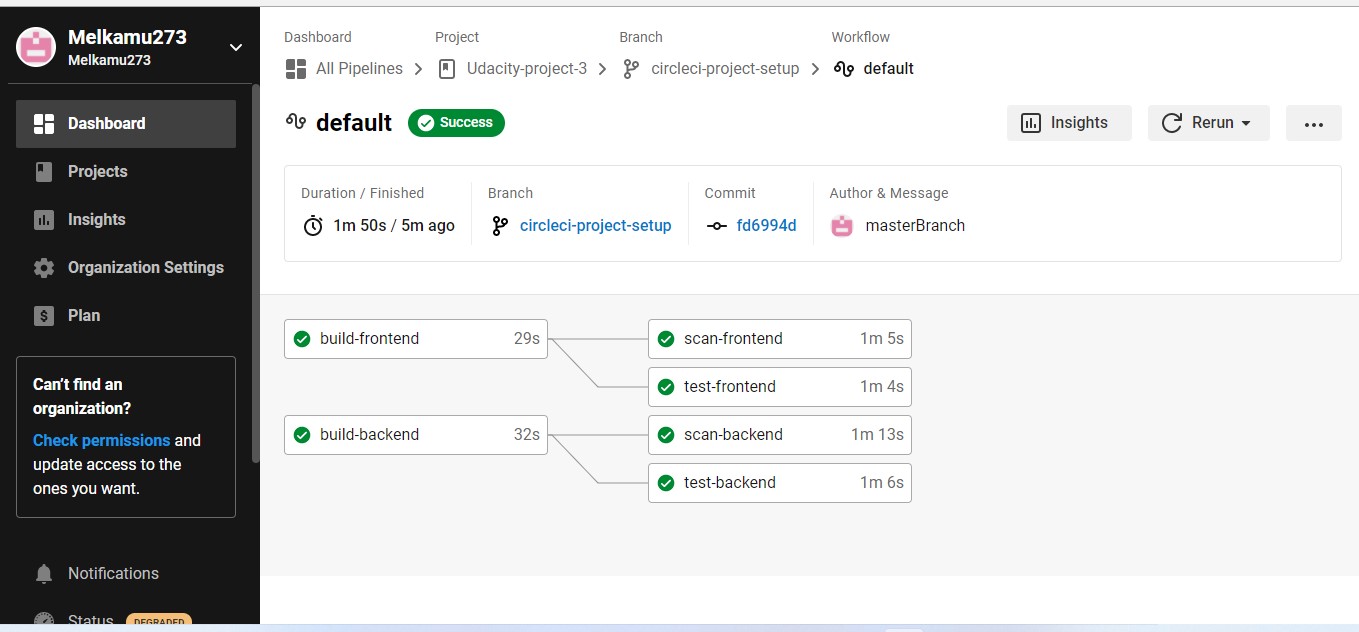 Melkamu273
Melkamu273
Dashboard
Projects
Insights
Organization Settings
Plan
Can't find an
organization?
Check permissions and
update access to the
ones you want.
Notifications
Status DEGRADED
Dashboard Project Branch Workflow
All Pipelines Udacity-project-3 circleci-project-setup default
default Success Insights Rerun ...
Duration / Finished Branch Commit Author & Message
1m 50s / 5m ago circleci-project-setup fd6994d masterBranch
build-frontend 29s
scan-frontend 1m 5s
test-frontend 1m 4s
build-backend 32s
scan-backend 1m 13s
test-backend 1m 6s